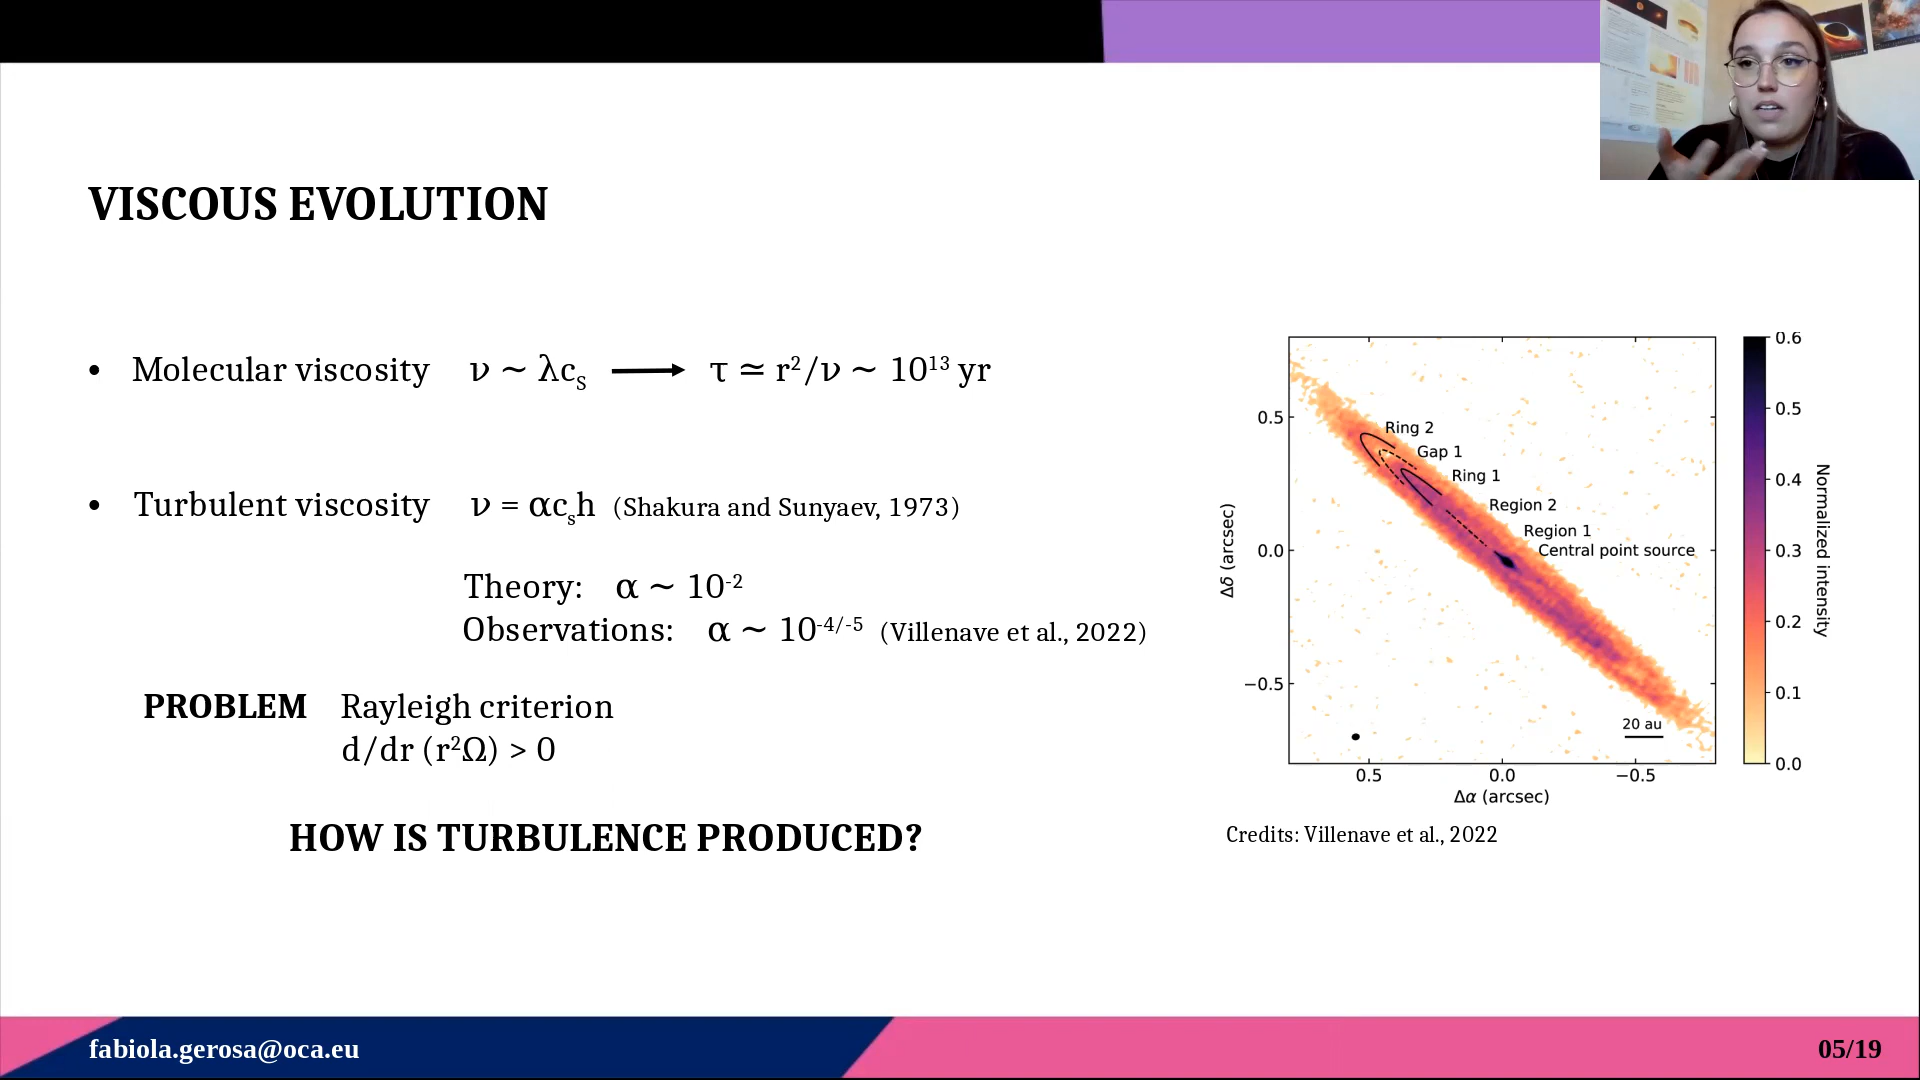 VISCOUS EVOLUTION
• Molecular viscosity ν ~ λcₛ ⟶ τ ≃ r²/ν ~ 10¹³ yr
• Turbulent viscosity ν = αcₛh (Shakura and Sunyaev, 1973)
Theory: α ~ 10⁻²
Observations: α ~ 10⁻⁴/⁻⁵ (Villenave et al., 2022)
PROBLEM Rayleigh criterion
d/dr (r²Ω) > 0
HOW IS TURBULENCE PRODUCED?
Ring 2
Gap 1
Ring 1
Region 2
Region 1
Central point source
20 au
0.5
0.0
−0.5
Δδ (arcsec)
0.5 0.0 −0.5
Δα (arcsec)
0.6
0.5
0.4
0.3
0.2
0.1
0.0
Normalized intensity
Credits: Villenave et al., 2022
fabiola.gerosa@oca.eu
05/19